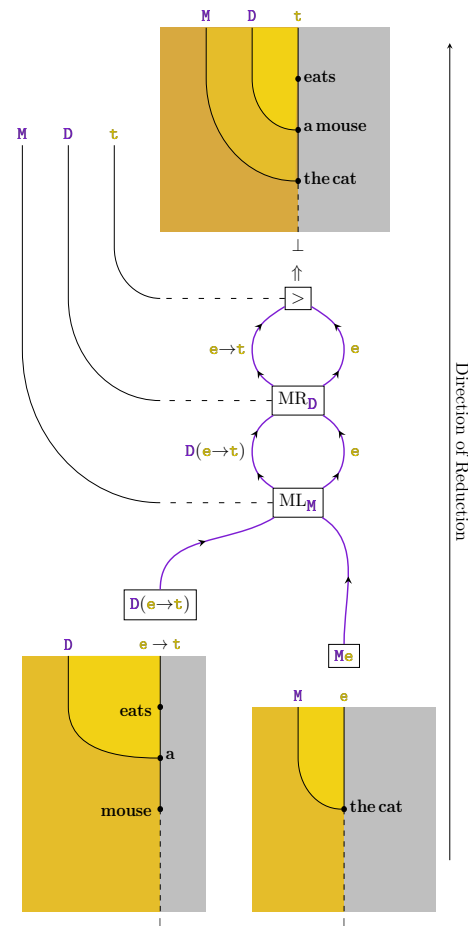 M D t
eats
a mouse
the cat
⊥
⇑
M D t
>
e→t e
MR_D
D(e→t) e
ML_M
D(e→t)
Me
D e → t
eats
a
mouse
M e
the cat
Direction of Reduction